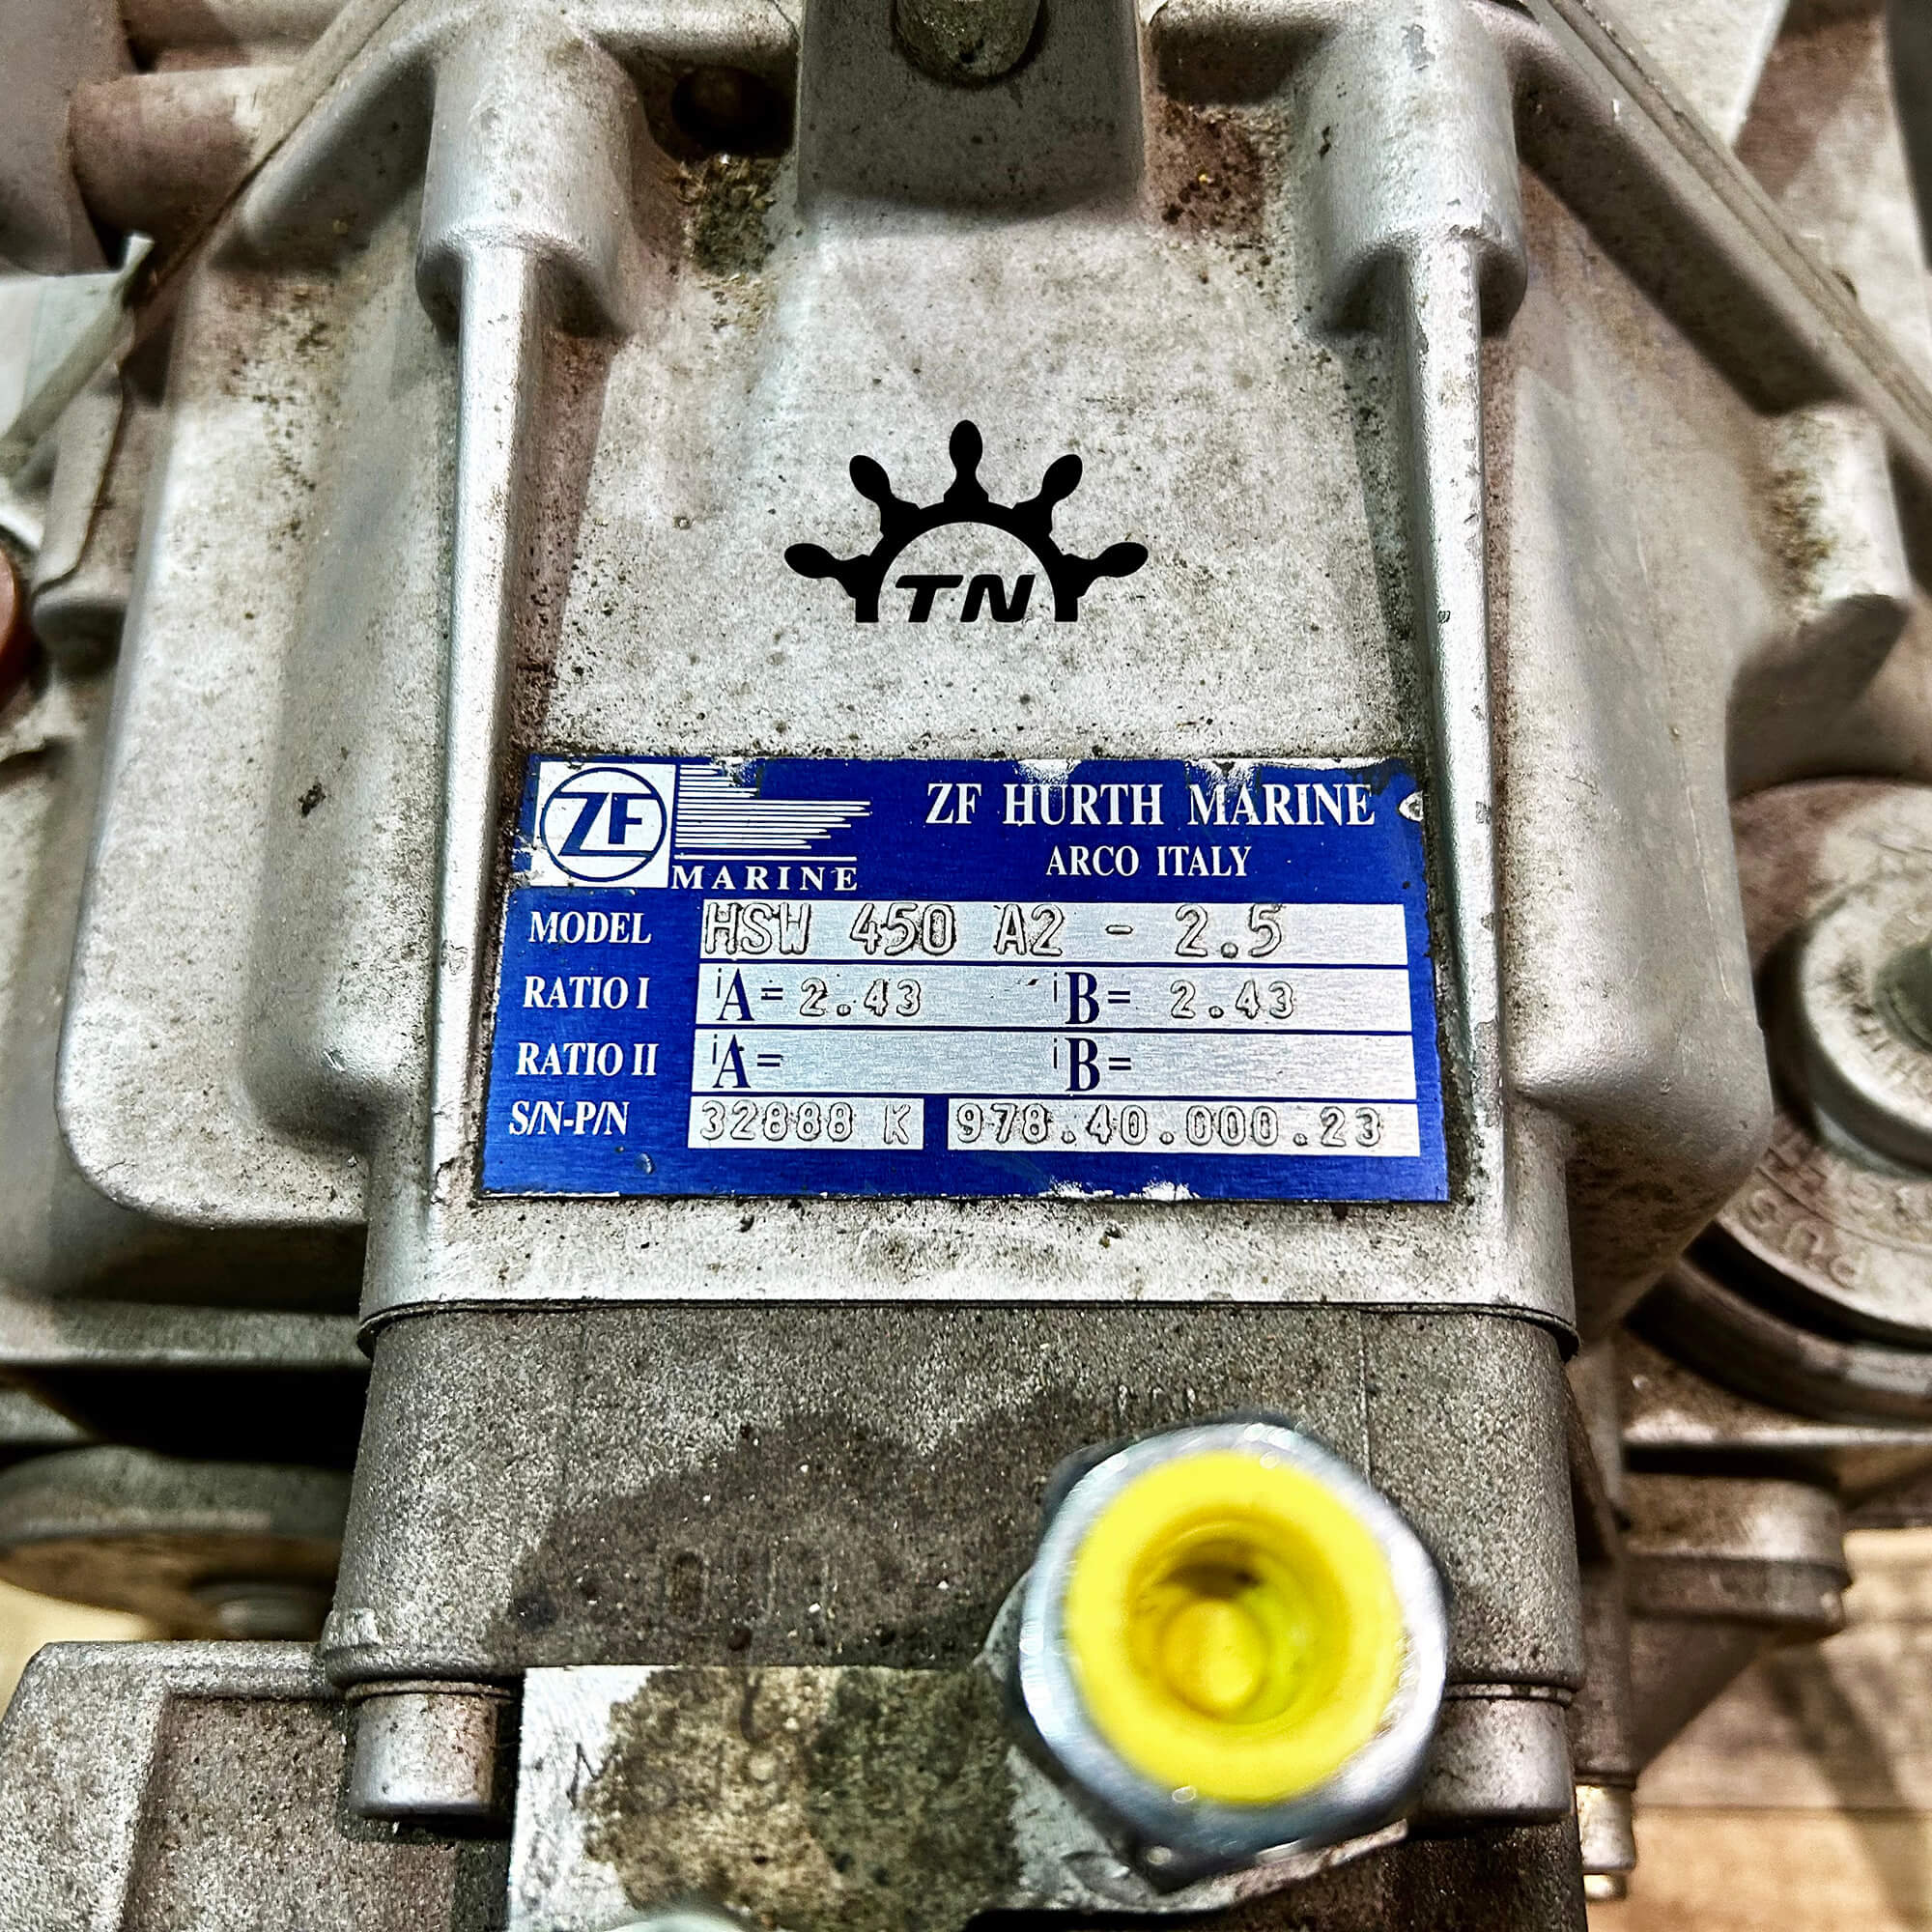 TN
ZF MARINE
ZF HURTH MARINE
ARCO ITALY
MODEL HSW 450 A2 - 2.5
RATIO I iA= 2.43 iB= 2.43
RATIO II iA= iB=
S/N-P/N 32888 K 978.40.000.23